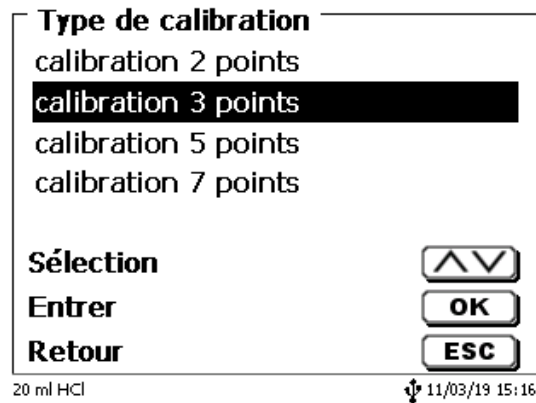 Type de calibration
calibration 2 points
calibration 3 points
calibration 5 points
calibration 7 points
Sélection
Entrer OK
Retour ESC
20 ml HCl 11/03/19 15:16